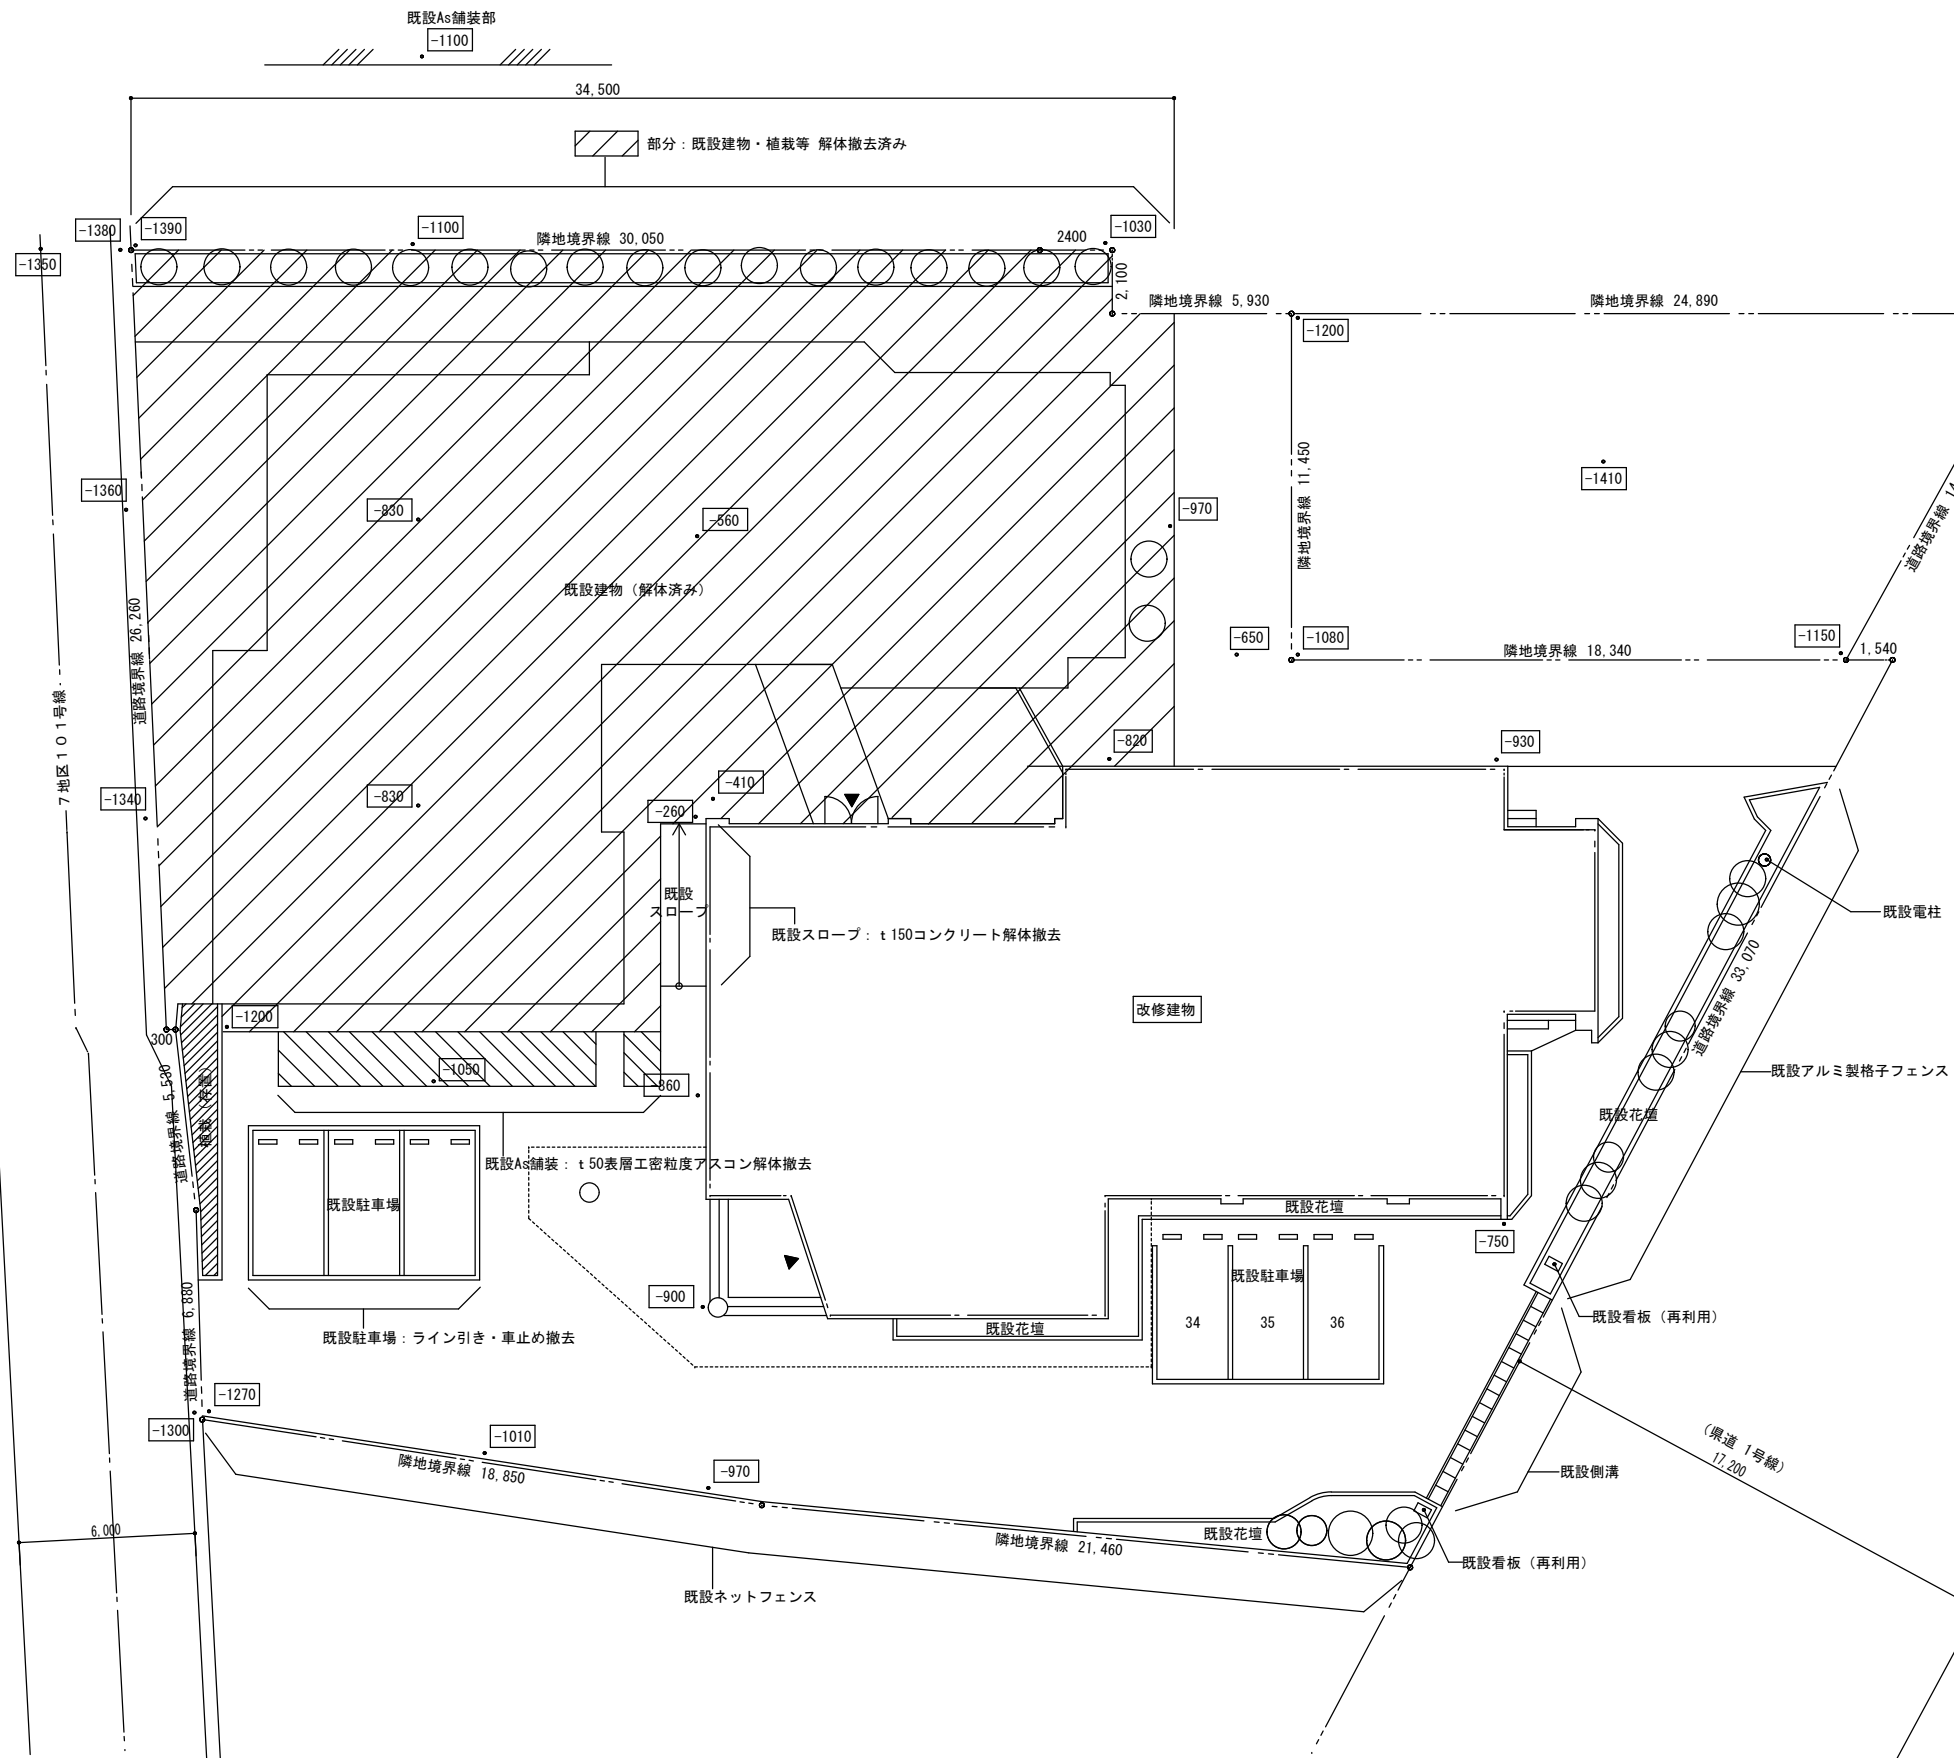 既設As舗装部
-1100
34,500
部分：既設建物・植栽等 解体撤去済み
-1380
-1390
-1100
隣地境界線 30,050
2400
-1030
-1350
2,100
隣地境界線 5,930
隣地境界線 24,890
-1200
-1360
-830
-560
-970
隣地境界線 11,450
-1410
道路境界線 14
既設建物（解体済み）
道路境界線 26,260
-650
-1080
隣地境界線 18,340
-1150
1,540
７地区１０１号線
-820
-930
-1340
-830
-410
-260
既設
スロープ
既設スロープ：ｔ150コンクリート解体撤去
既設電柱
道路境界線 33,070
改修建物
-1200
300
-1050
-860
道路境界線 5,530
植栽（存置）
既設アルミ製格子フェンス
既設花壇
既設As舗装：ｔ50表層工密粒度アスコン解体撤去
既設駐車場
既設花壇
-750
既設駐車場
34
35
36
-900
既設花壇
既設看板（再利用）
既設駐車場：ライン引き・車止め撤去
道路境界線 6,880
-1270
-1300
-1010
隣地境界線 18,850
-970
(県道 1号線)
17,200
既設側溝
6,000
既設花壇
隣地境界線 21,460
既設看板（再利用）
既設ネットフェンス